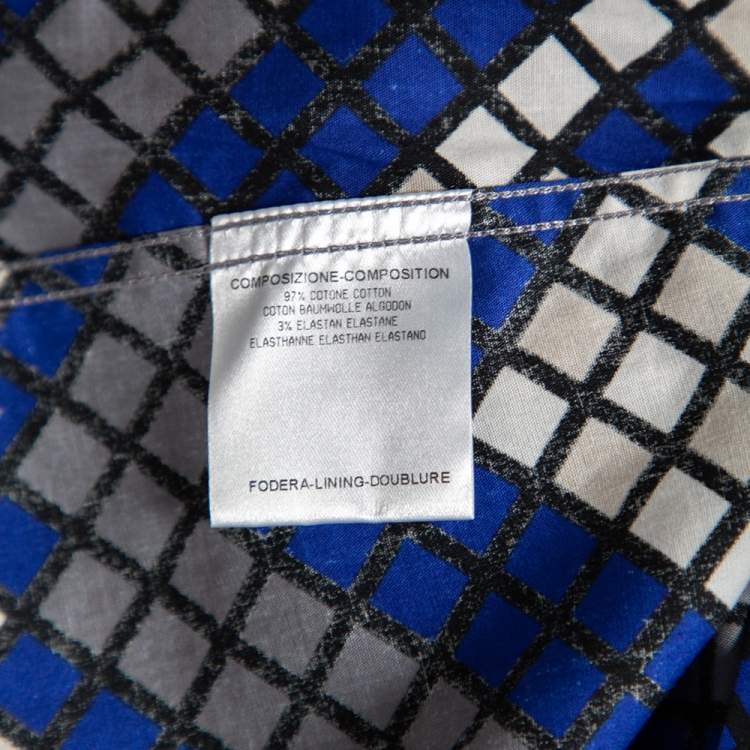 COMPOSIZIONE-COMPOSITION
97% COTONE COTTON
COTON BAUMWOLLE ALGODON
3% ELASTAN ELASTANE
ELASTHANNE ELASTHAN ELASTAND
FODERA-LINING-DOUBLURE